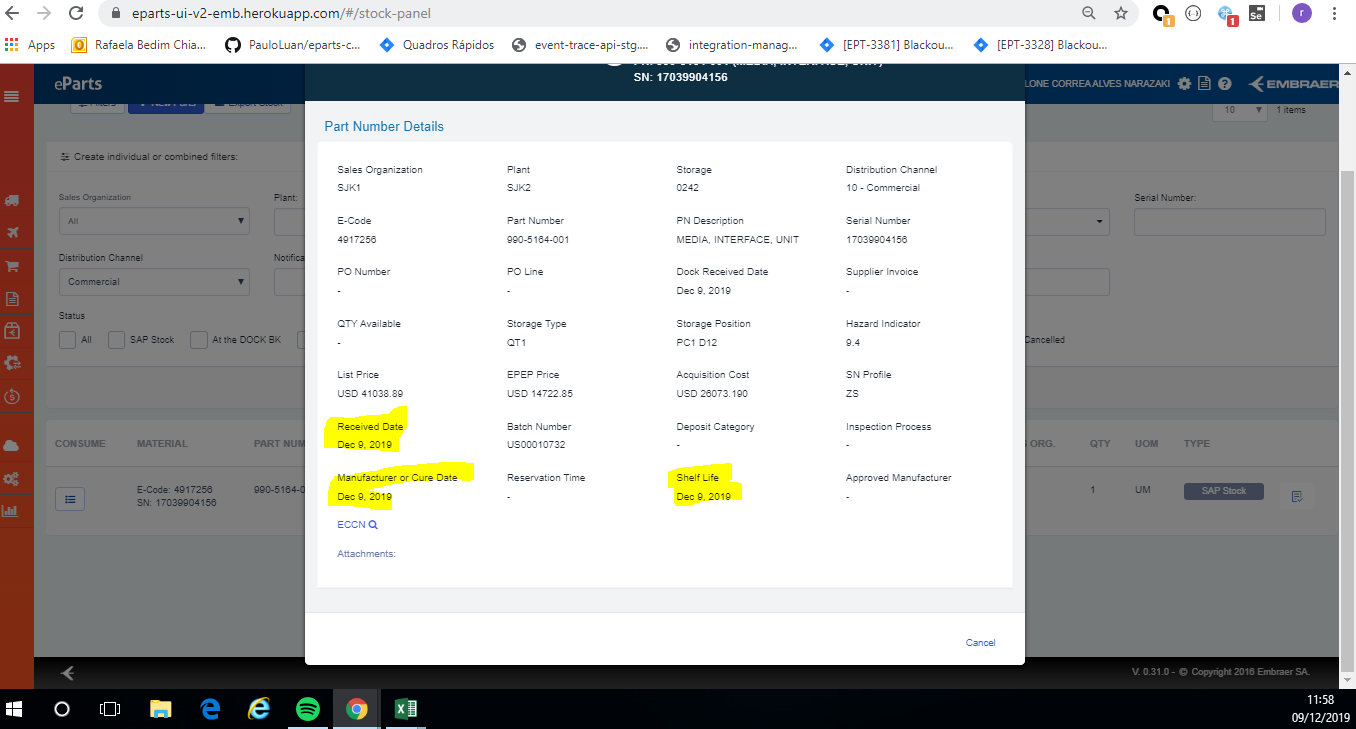 eparts-ui-v2-emb.herokuapp.com/#/stock-panel
1
1
Se
r
Apps
Rafaela Bedim Chia...
PauloLuan/eparts-c...
Quadros Rápidos
event-trace-api-stg....
integration-manag...
[EPT-3381] Blackou...
[EPT-3328] Blackou...
eParts
SN: 17039904156
LONE CORREA ALVES NARAZAKI
EMBRAER
10
1 items
Create individual or combined filters:
Sales Organization
Plant:
Serial Number:
All
Distribution Channel
Notifica
Commercial
Status
All
SAP Stock
At the DOCK BK
Cancelled
CONSUME
MATERIAL
PART NUM
ORG.
QTY
UOM
TYPE
E-Code: 4917256
SN: 17039904156
990-5164-0
1
UM
SAP Stock
Part Number Details
Sales Organization
SJK1
Plant
SJK2
Storage
0242
Distribution Channel
10 - Commercial
E-Code
4917256
Part Number
990-5164-001
PN Description
MEDIA, INTERFACE, UNIT
Serial Number
17039904156
PO Number
-
PO Line
-
Dock Received Date
Dec 9, 2019
Supplier Invoice
-
QTY Available
-
Storage Type
QT1
Storage Position
PC1 D12
Hazard Indicator
9.4
List Price
USD 41038.89
EPEP Price
USD 14722.85
Acquisition Cost
USD 26073.190
SN Profile
ZS
Received Date
Dec 9, 2019
Batch Number
US00010732
Deposit Category
-
Inspection Process
-
Manufacturer or Cure Date
Dec 9, 2019
Reservation Time
-
Shelf Life
Dec 9, 2019
Approved Manufacturer
-
ECCN
Attachments:
Cancel
V. 0.31.0 - © Copyright 2016 Embraer SA.
11:58
09/12/2019